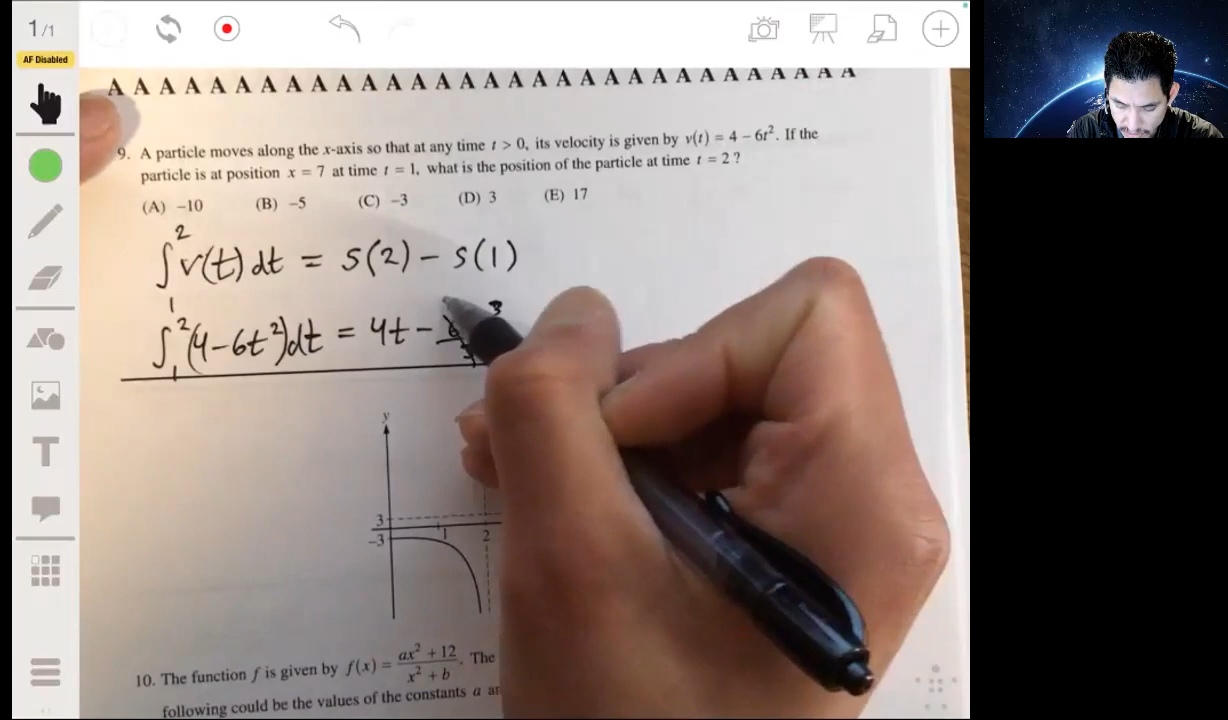 1/1
AF Disabled
A A A A A A A A A A A A A A A A A A A A A A A A A A A A A A
9. A particle moves along the x-axis so that at any time t > 0, its velocity is given by v(t) = 4 − 6t². If the
particle is at position x = 7 at time t = 1, what is the position of the particle at time t = 2 ?
(A) −10 (B) −5 (C) −3 (D) 3 (E) 17
∫₁² v(t) dt = s(2) − s(1)
∫₁² (4−6t²)dt = 4t −
y
3
−3
1
2
10. The function f is given by f(x) = (ax² + 12)/(x² + b). The
following could be the values of the constants a
T